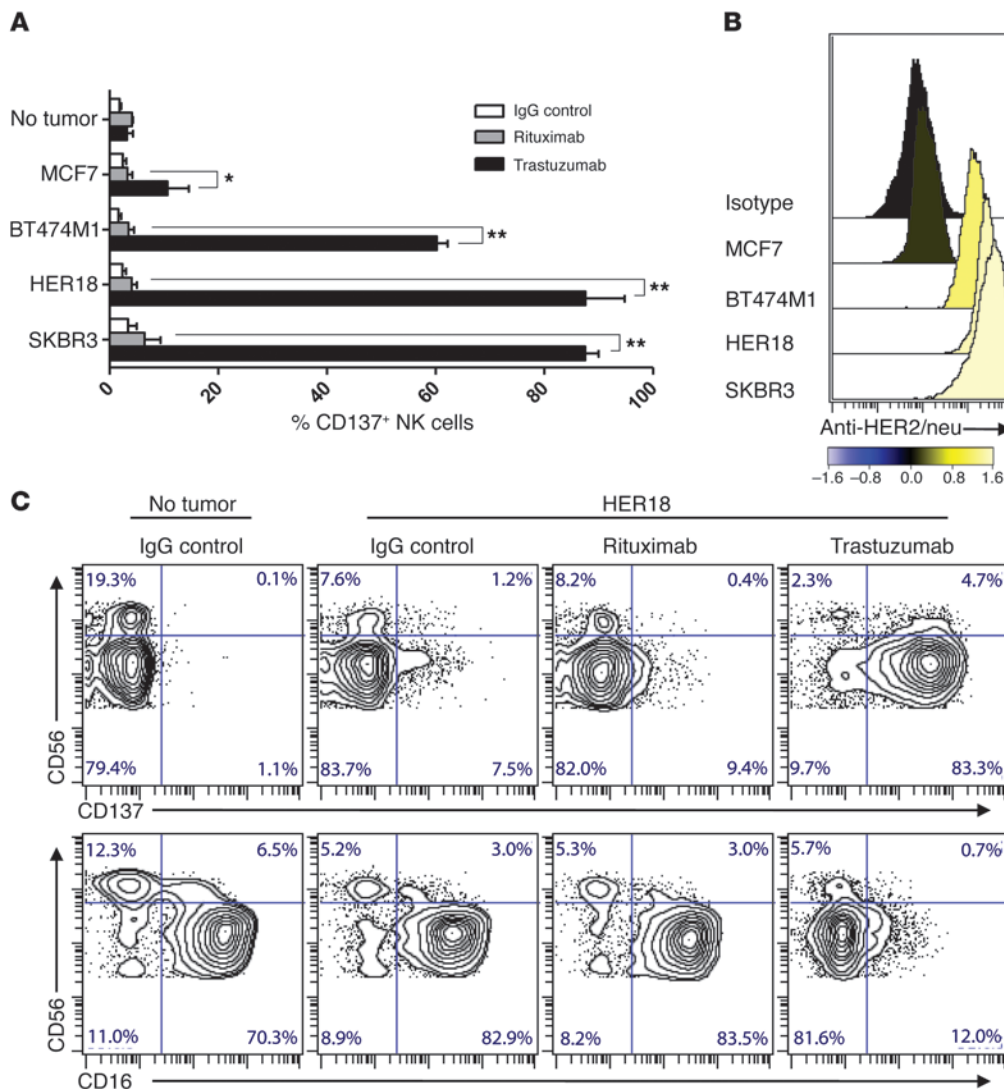 A
No tumor
MCF7
BT474M1
HER18
SKBR3
IgG control
Rituximab
Trastuzumab
*
**
**
**
0 20 40 60 80 100
% CD137⁺ NK cells
B
Isotype
MCF7
BT474M1
HER18
SKBR3
Anti-HER2/neu
−1.6 −0.8 0.0 0.8 1.6
C
No tumor HER18
IgG control IgG control Rituximab Trastuzumab
19.3% 0.1% 7.6% 1.2% 8.2% 0.4% 2.3% 4.7%
CD56
79.4% 1.1% 83.7% 7.5% 82.0% 9.4% 9.7% 83.3%
CD137
12.3% 6.5% 5.2% 3.0% 5.3% 3.0% 5.7% 0.7%
CD56
11.0% 70.3% 8.9% 82.9% 8.2% 83.5% 81.6% 12.0%
CD16